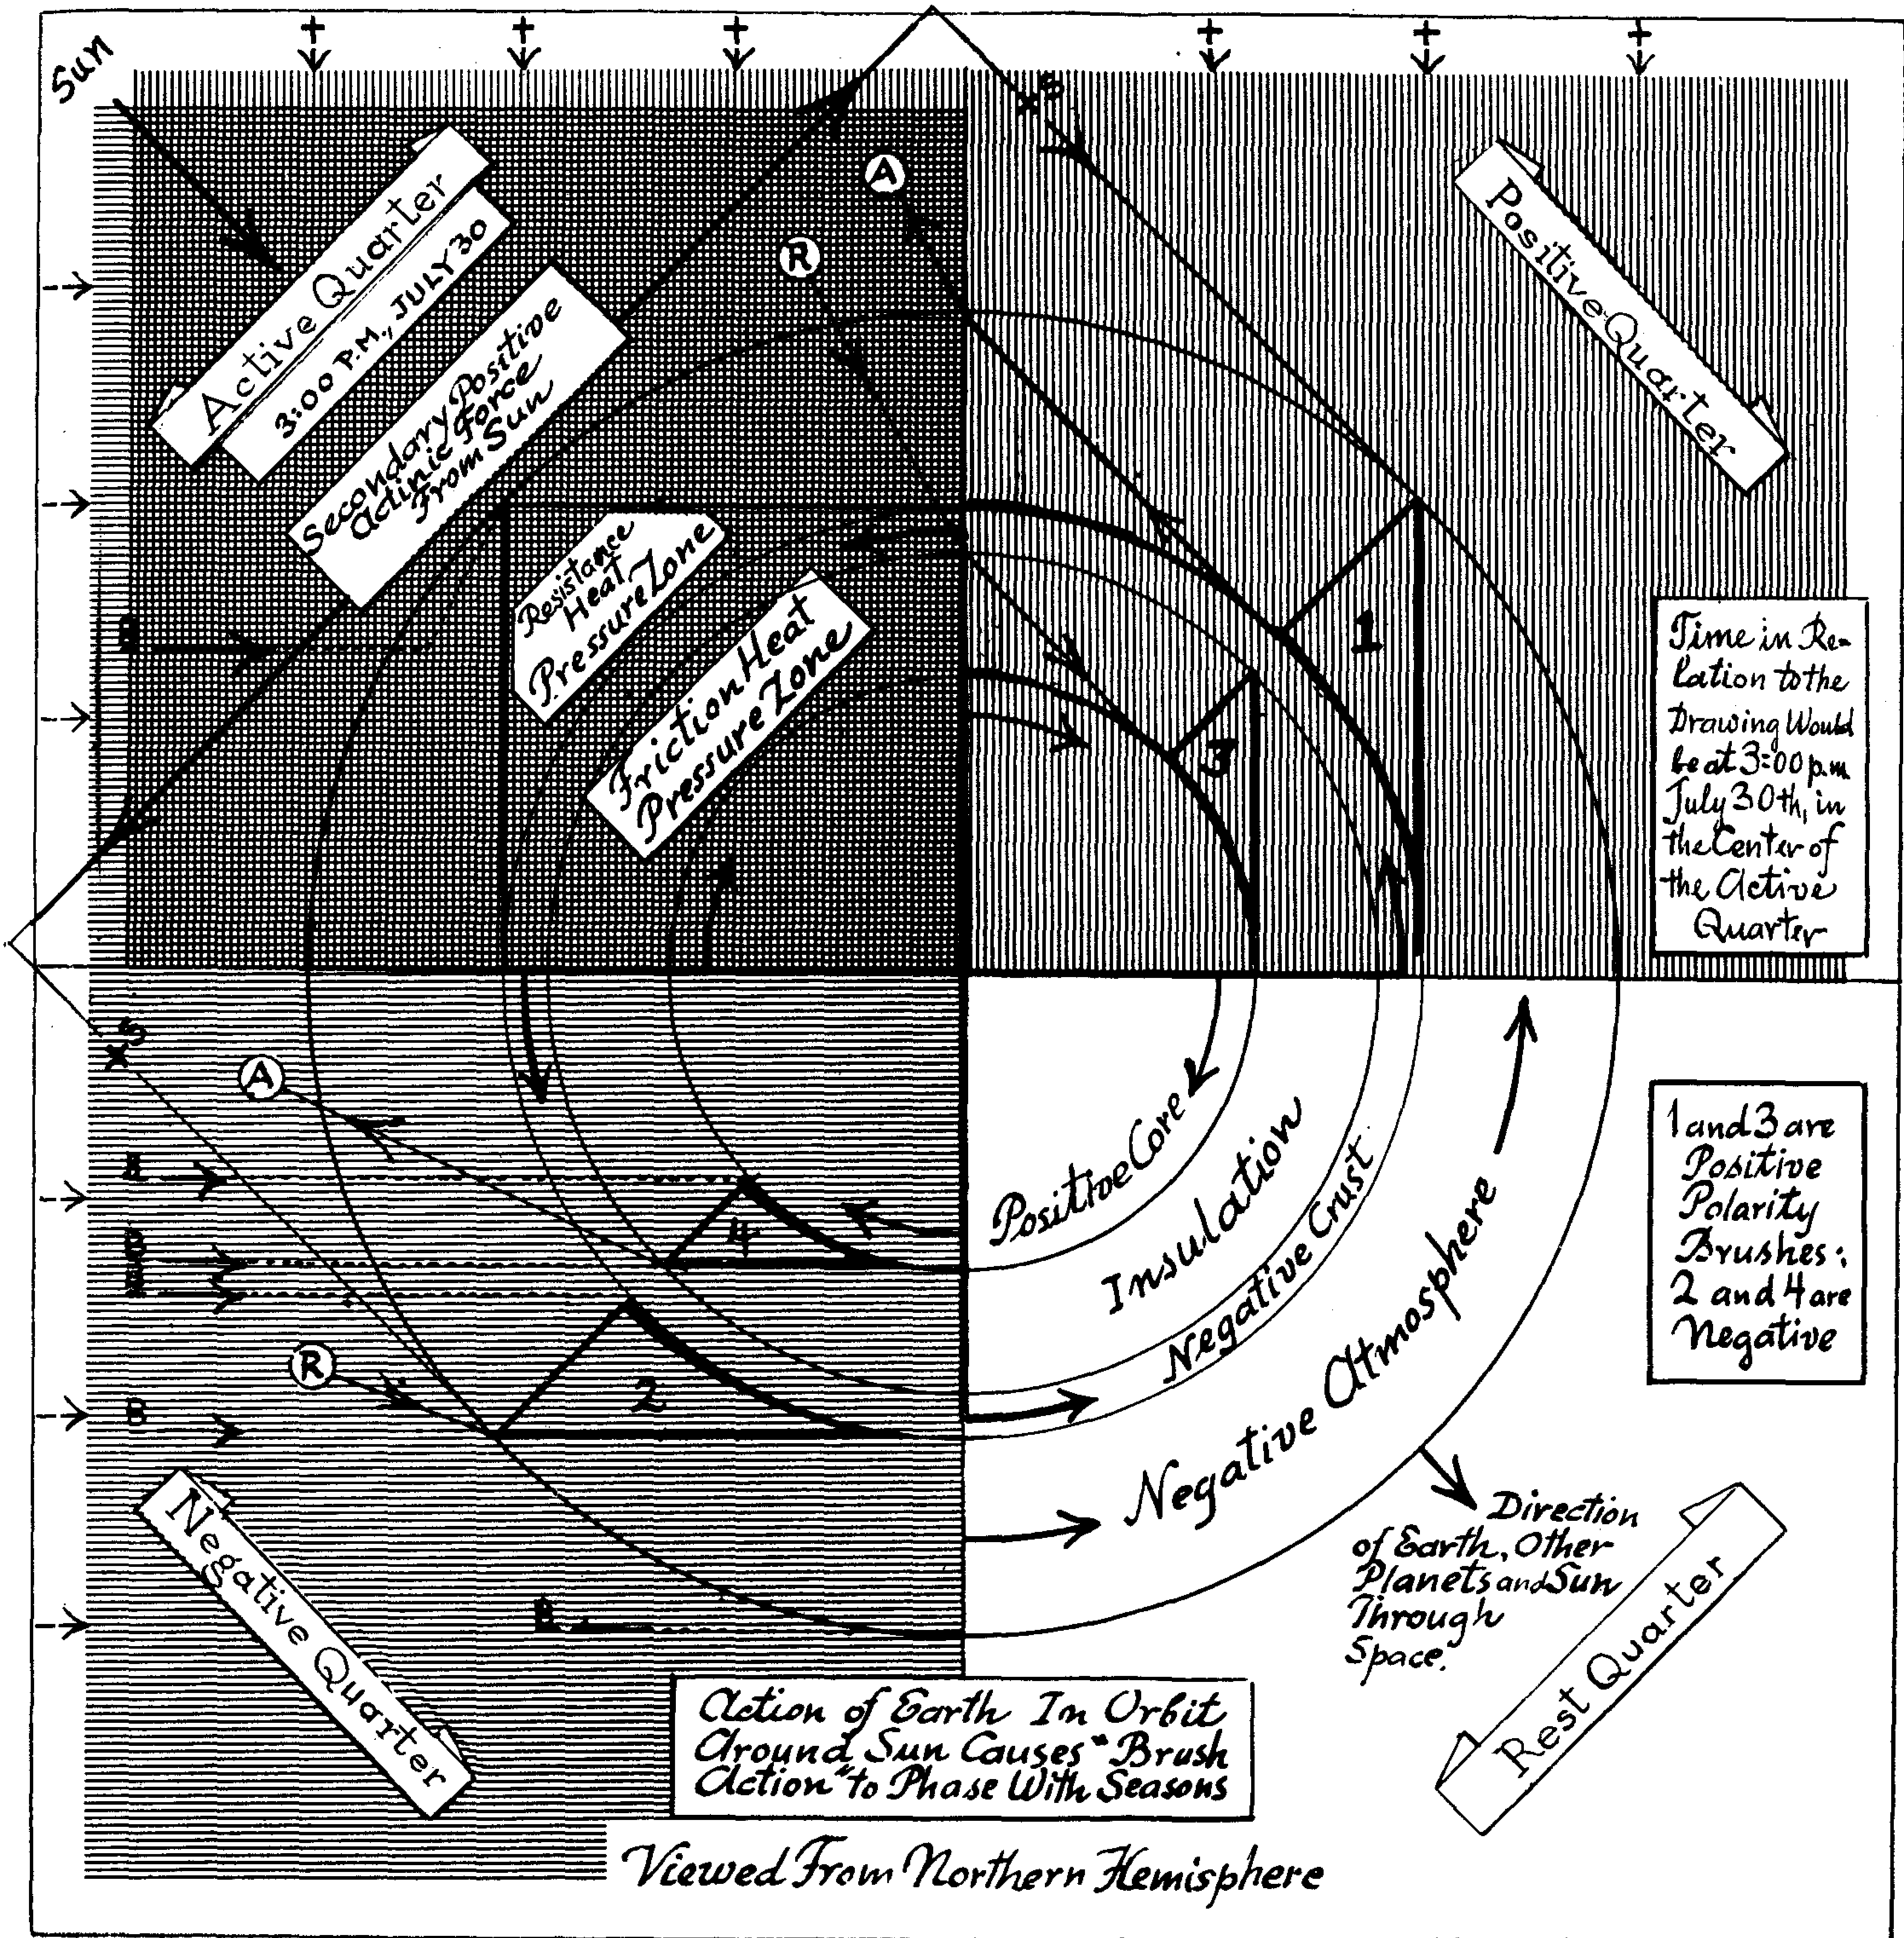 Sun
+ + + + + +
Active Quarter
3:00 P.M., JULY 30
Secondary Positive
Actinic Force
From Sun
Resistance
Heat
Pressure Zone
Friction Heat
Pressure Zone
A
R
XS
Positive Quarter
1
3
Time in Re-
lation to the
Drawing Would
be at 3:00 p.m.
July 30th, in
the Center of
the Active
Quarter
XS
A
R
B
B
4
2
Positive Core
Insulation
Negative Crust
Negative Atmosphere
1 and 3 are
Positive
Polarity
Brushes:
2 and 4 are
Negative
Direction
of Earth, Other
Planets and Sun
Through
Space.
Negative Quarter
Rest Quarter
Action of Earth In Orbit
Around Sun Causes "Brush
Action" to Phase With Seasons
Viewed From Northern Hemisphere